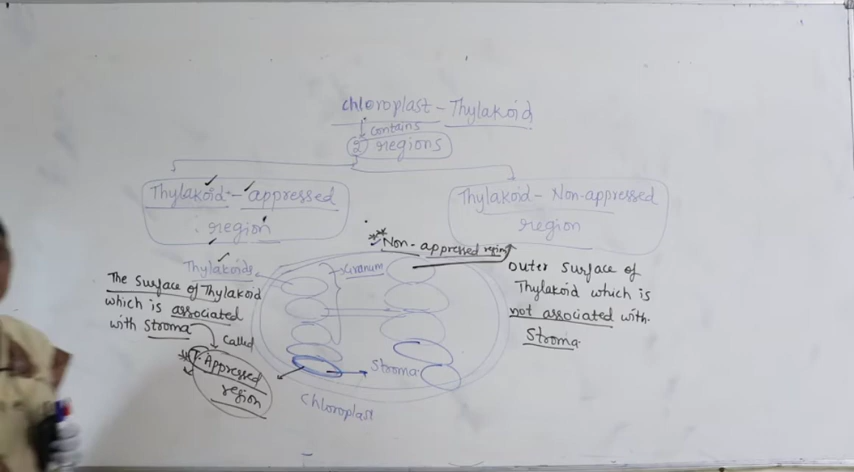 chloroplast - Thylakoid
contains
2 regions
Thylakoid - appressed
region
Thylakoid - Non-appressed
region
Non-appressed region
Thylakoids
Granum
The Surface of Thylakoid
which is associated
with Stroma
called
T. Appressed
region
outer surface of
Thylakoid which is
not associated with
Stroma
Stroma
Chloroplast